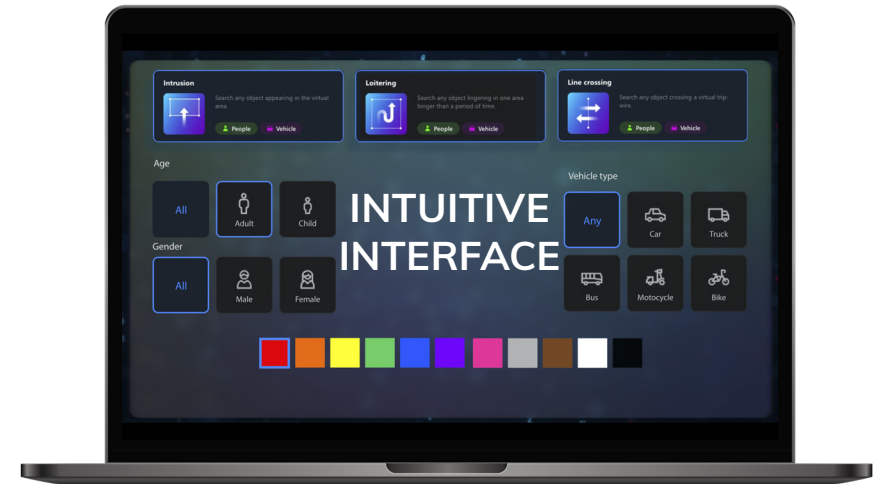 Intrusion
Search any object appearing in the virtual
area.
People
Vehicle
Loitering
Search any object lingering in one area
longer than a period of time.
People
Vehicle
Line crossing
Search any object crossing a virtual trip-
wire.
People
Vehicle
Age
All
Adult
Child
Gender
All
Male
Female
INTUITIVE
INTERFACE
Vehicle type
Any
Car
Truck
Bus
Motocycle
Bike